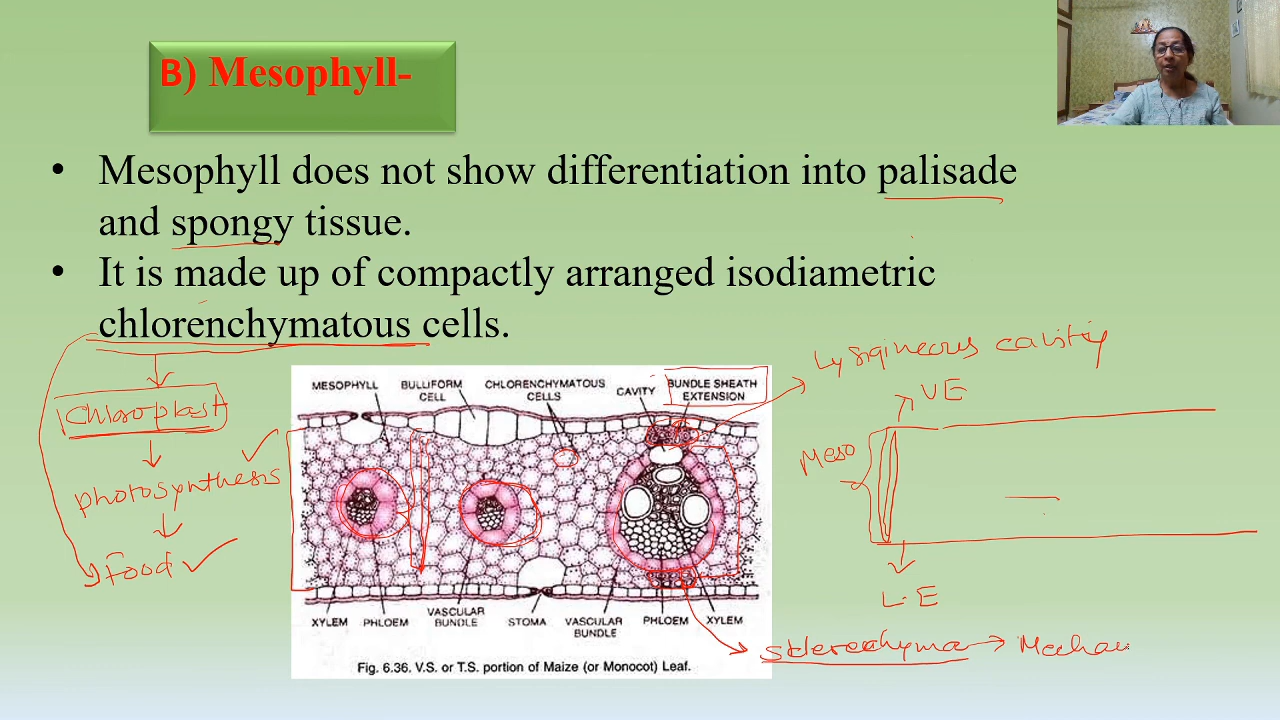 B) Mesophyll-
• Mesophyll does not show differentiation into palisade
and spongy tissue.
• It is made up of compactly arranged isodiametric
chlorenchymatous cells.
Chloroplast
photosynthesis
Food
MESOPHYLL
BULLIFORM
CELL
CHLORENCHYMATOUS
CELLS
CAVITY
BUNDLE SHEATH
EXTENSION
XYLEM
PHLOEM
VASCULAR
BUNDLE
STOMA
VASCULAR
BUNDLE
PHLOEM
XYLEM
Fig. 6.36. V.S. or T.S. portion of Maize (or Monocot) Leaf.
Lysigineous cavity
UE
Meso
L.E
Sclerenchyma → Mechan